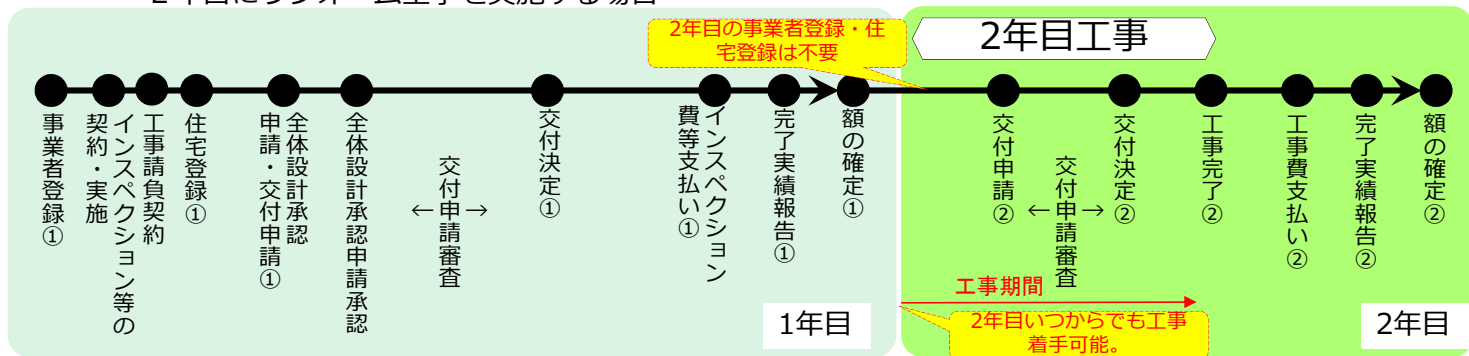 2年目の事業者登録・住
宅登録は不要
2年目工事
事業者登録①
インスペクション等の
契約・実施
工事請負契約
住宅登録①
全体設計承認
申請・交付申請①
全体設計承認申請承認
←交付申請審査→
交付決定①
インスペクション
費等支払い①
完了実績報告①
額の確定①
交付申請②
←交付申請審査→
交付決定②
工事完了②
工事費支払い②
完了実績報告②
額の確定②
工事期間
2年目いつからでも工事
着手可能。
1年目
2年目